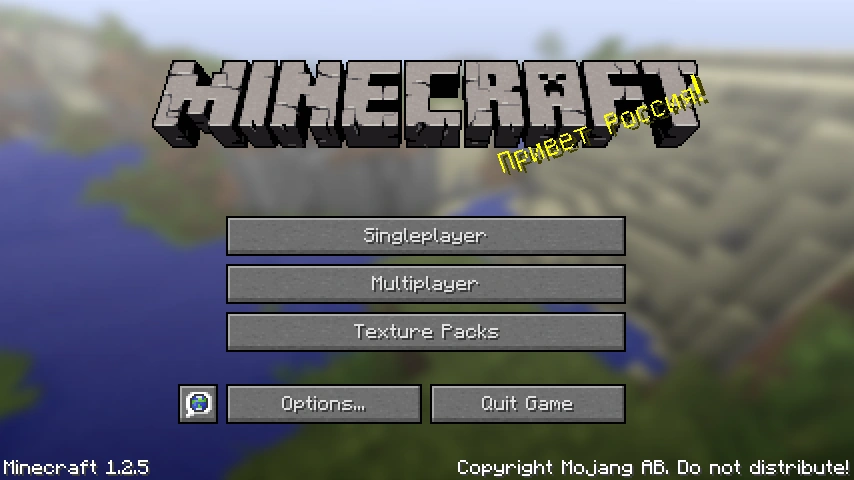 MINECRAFT
Привет Россия!
Singleplayer
Multiplayer
Texture Packs
Options...
Quit Game
Minecraft 1.2.5
Copyright Mojang AB. Do not distribute!